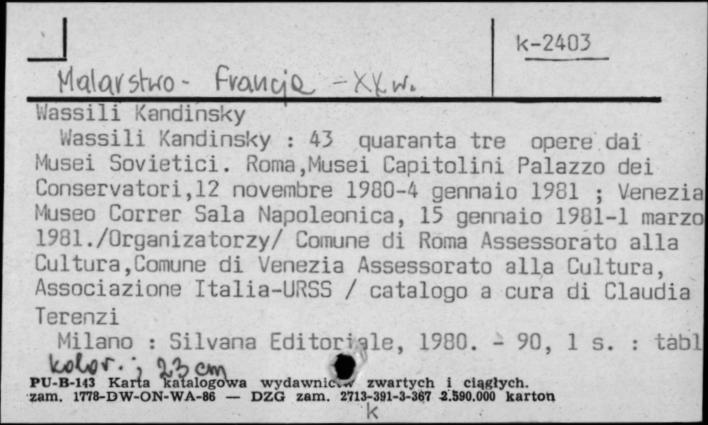 k-2403
Malarstwo - Francja - XX w.
Wassili Kandinsky
Wassili Kandinsky : 43 quaranta tre opere dai
Musei Sovietici. Roma,Musei Capitolini Palazzo dei
Conservatori,12 novembre 1980-4 gennaio 1981 ; Venezia
Museo Correr Sala Napoleonica, 15 gennaio 1981-1 marzo
1981./Organizatorzy/ Comune di Roma Assessorato alla
Cultura,Comune di Venezia Assessorato alla Cultura,
Associazione Italia-URSS / catalogo a cura di Claudia
Terenzi
Milano : Silvana Editoriale, 1980. - 90, 1 s. : tabl
kolor. ; 23 cm
PU-B-143 Karta katalogowa wydawnictw zwartych i ciągłych.
zam. 1778-DW-ON-WA-86 — DZG zam. 2713-391-3-367 2.590.000 karton
k